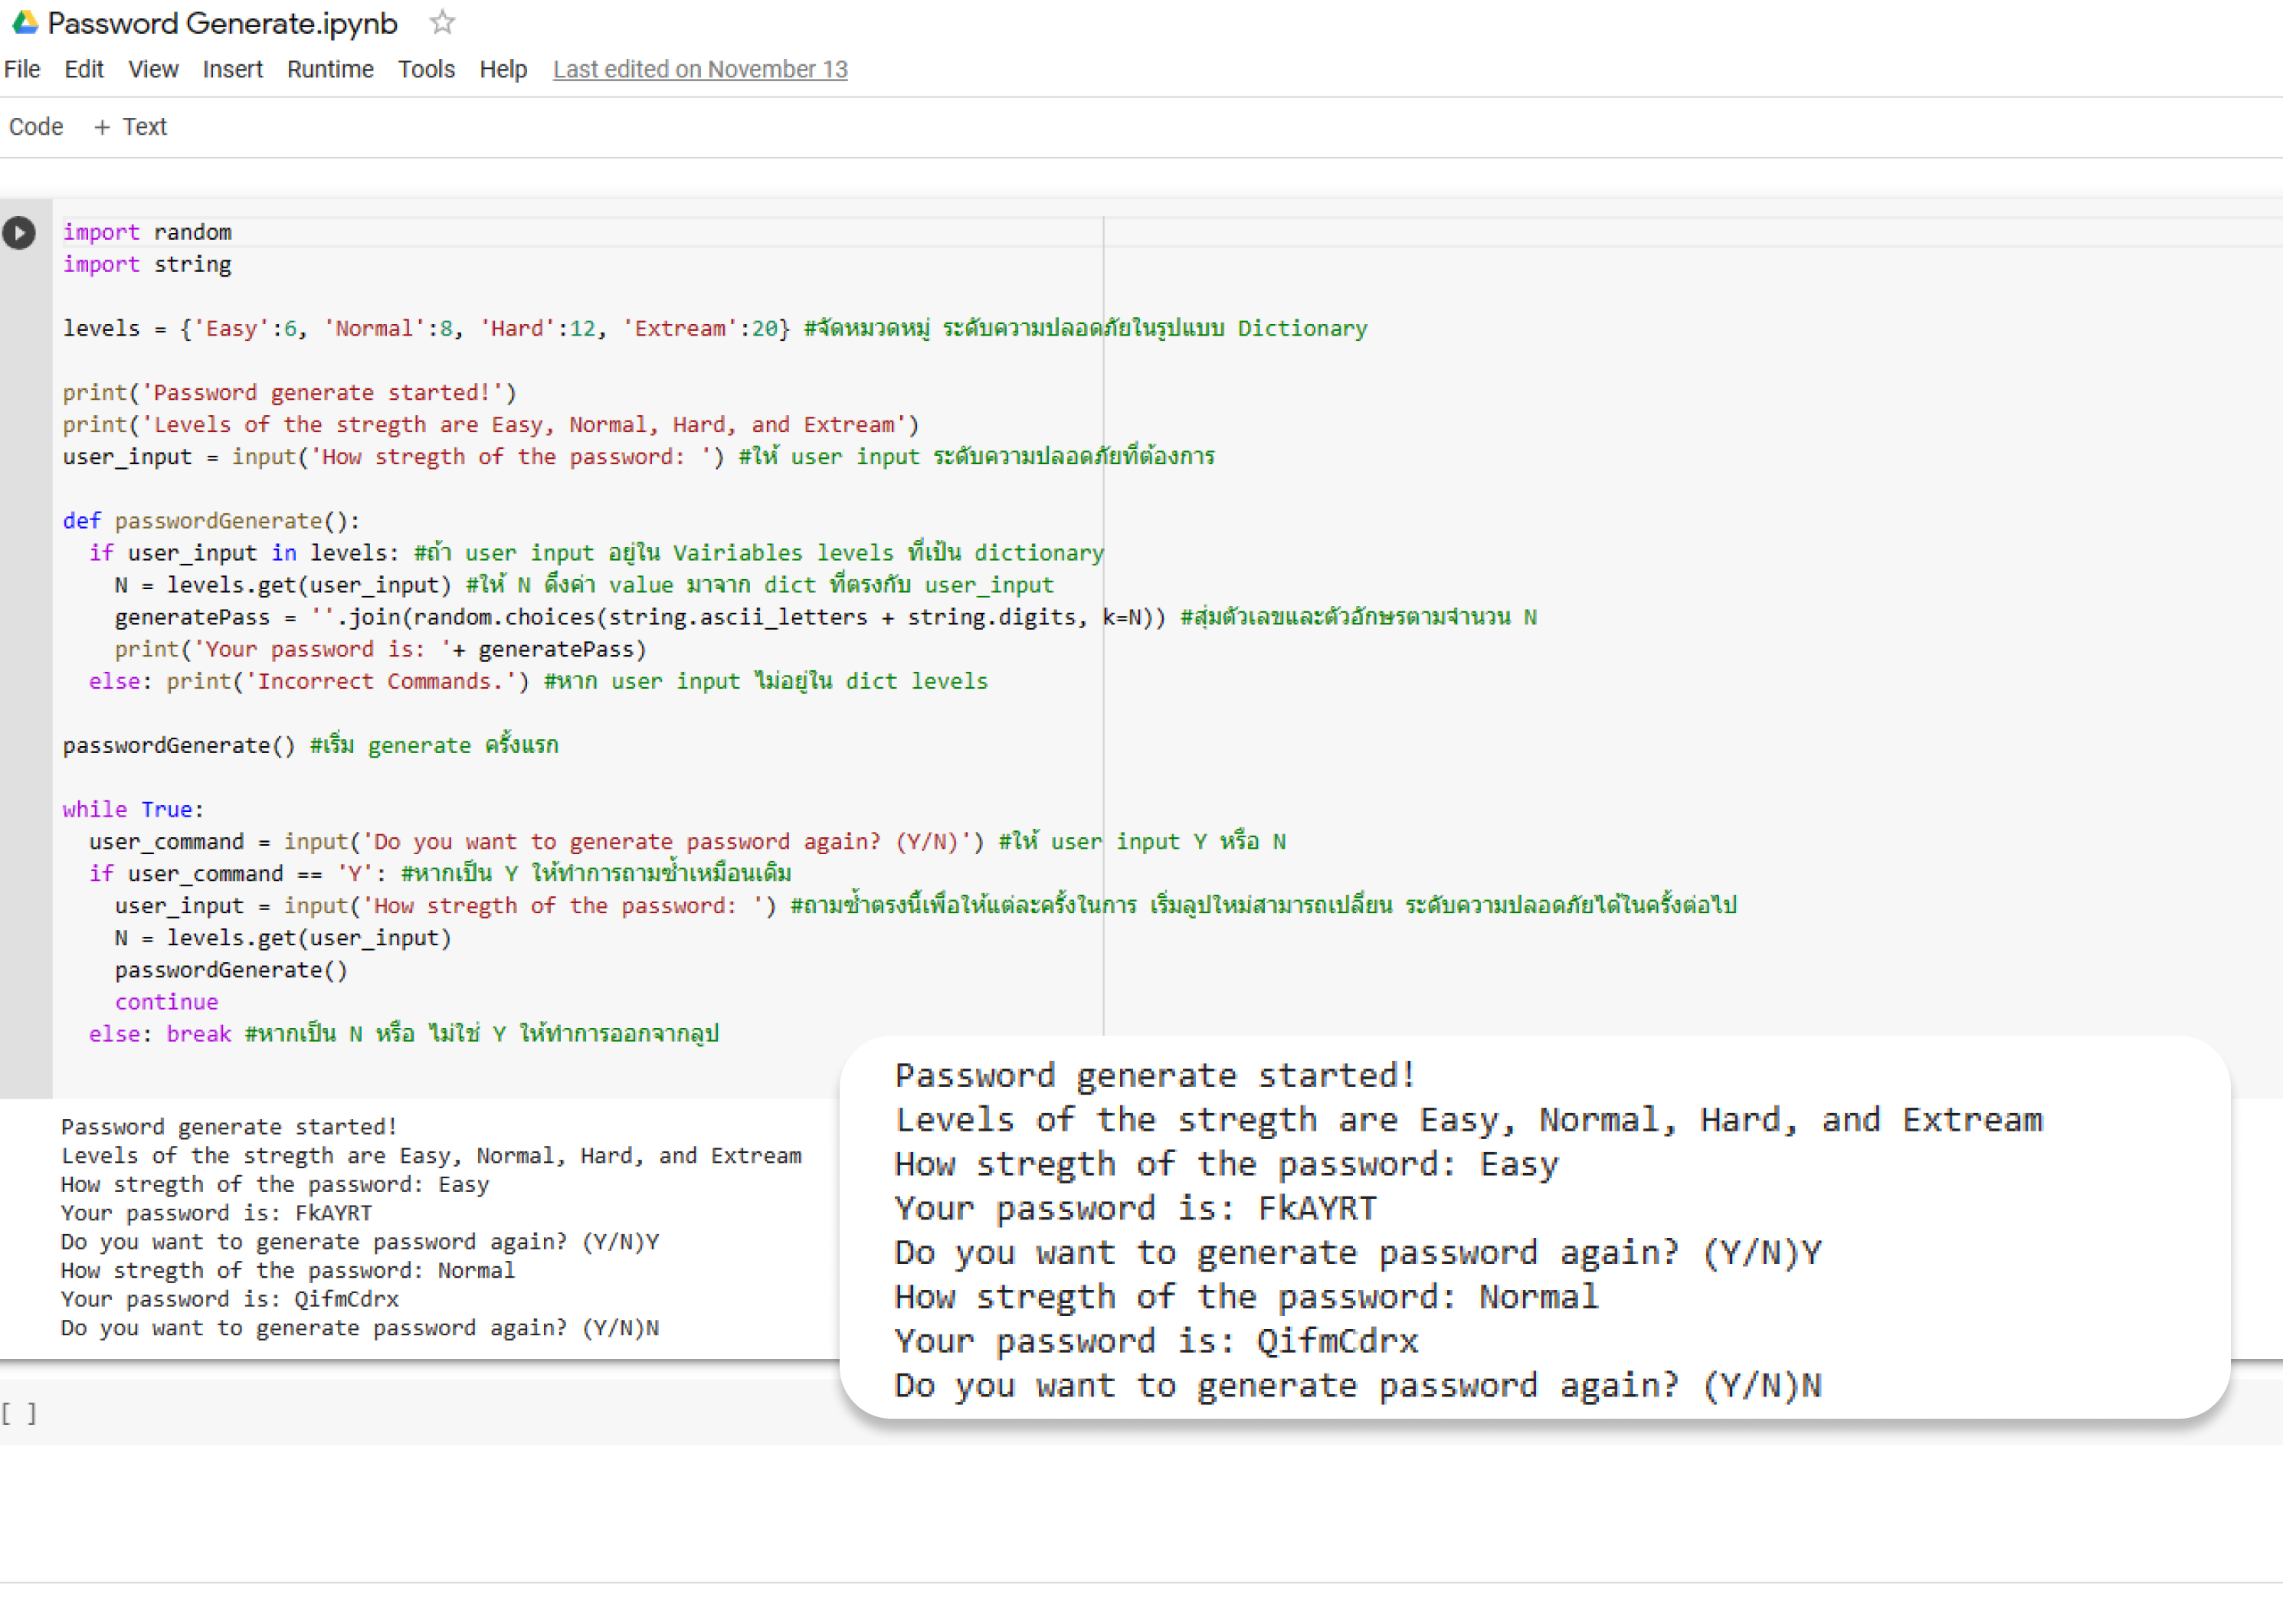 Password Generate.ipynb
File Edit View Insert Runtime Tools Help Last edited on November 13
Code + Text
import random
import string
levels = {'Easy':6, 'Normal':8, 'Hard':12, 'Extream':20} #จัดหมวดหมู่ ระดับความปลอดภัยในรูปแบบ Dictionary
print('Password generate started!')
print('Levels of the stregth are Easy, Normal, Hard, and Extream')
user_input = input('How stregth of the password: ') #ให้ user input ระดับความปลอดภัยที่ต้องการ
def passwordGenerate():
  if user_input in levels: #ถ้า user input อยู่ใน Vairiables levels ที่เป็น dictionary
    N = levels.get(user_input) #ให้ N ดึงค่า value มาจาก dict ที่ตรงกับ user_input
    generatePass = ''.join(random.choices(string.ascii_letters + string.digits, k=N)) #สุ่มตัวเลขและตัวอักษรตามจำนวน N
    print('Your password is: '+ generatePass)
  else: print('Incorrect Commands.') #หาก user input ไม่อยู่ใน dict levels
passwordGenerate() #เริ่ม generate ครั้งแรก
while True:
  user_command = input('Do you want to generate password again? (Y/N)') #ให้ user input Y หรือ N
  if user_command == 'Y': #หากเป็น Y ให้ทำการถามซ้ำเหมือนเดิม
    user_input = input('How stregth of the password: ') #ถามซ้ำตรงนี้เพื่อให้แต่ละครั้งในการ เริ่มลูปใหม่สามารถเปลี่ยน ระดับความปลอดภัยได้ในครั้งต่อไป
    N = levels.get(user_input)
    passwordGenerate()
    continue
  else: break #หากเป็น N หรือ ไม่ใช่ Y ให้ทำการออกจากลูป
Password generate started!
Levels of the stregth are Easy, Normal, Hard, and Extream
How stregth of the password: Easy
Your password is: FkAYRT
Do you want to generate password again? (Y/N)Y
How stregth of the password: Normal
Your password is: QifmCdrx
Do you want to generate password again? (Y/N)N
Password generate started!
Levels of the stregth are Easy, Normal, Hard, and Extream
How stregth of the password: Easy
Your password is: FkAYRT
Do you want to generate password again? (Y/N)Y
How stregth of the password: Normal
Your password is: QifmCdrx
Do you want to generate password again? (Y/N)N
[ ]